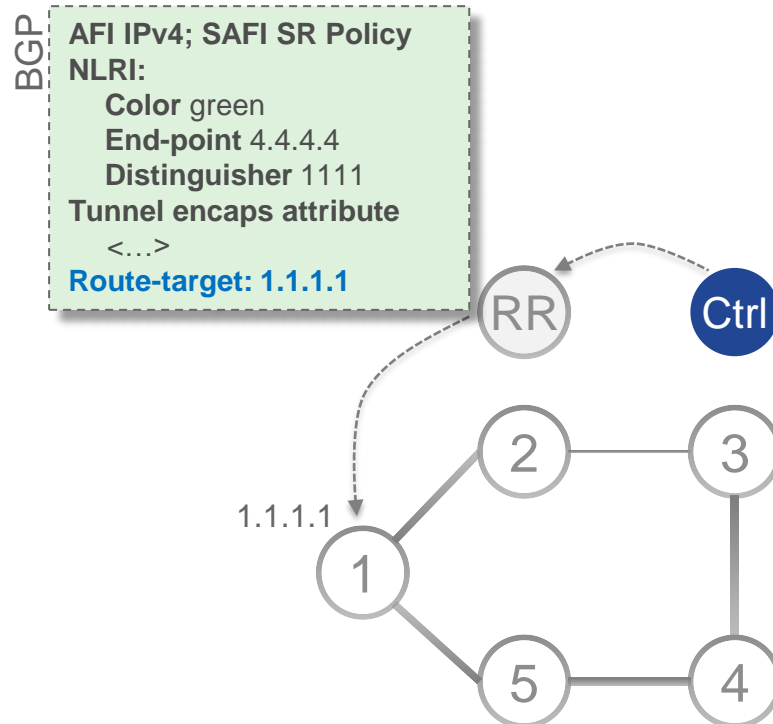 BGP
AFI IPv4; SAFI SR Policy
NLRI:
Color green
End-point 4.4.4.4
Distinguisher 1111
Tunnel encaps attribute
<…>
Route-target: 1.1.1.1
RR
Ctrl
2
3
1.1.1.1
1
5
4